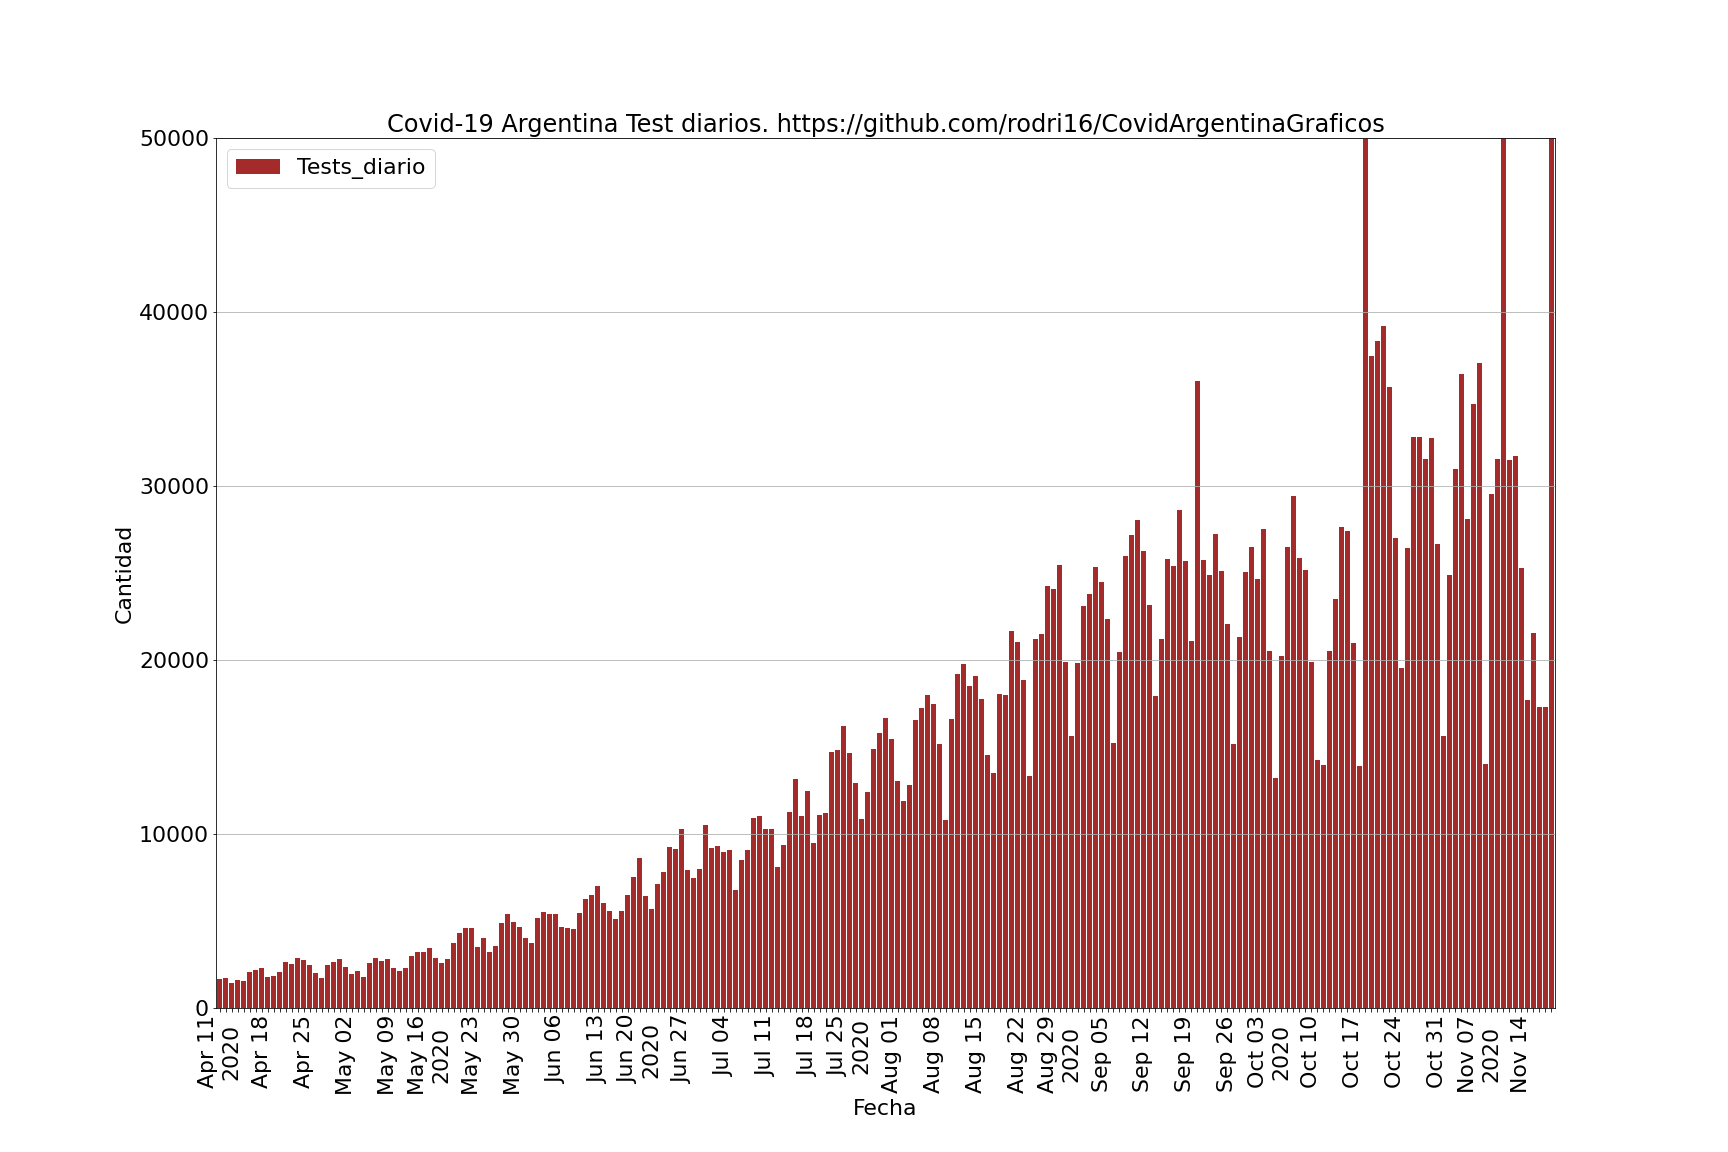 Covid-19 Argentina Test diarios. https://github.com/rodri16/CovidArgentinaGraficos
Tests_diario
50000
40000
30000
20000
10000
0
Cantidad
Apr 11
2020
Apr 18
Apr 25
May 02
May 09
May 16
2020
May 23
May 30
Jun 06
Jun 13
Jun 20
2020
Jun 27
Jul 04
Jul 11
Jul 18
Jul 25
2020
Aug 01
Aug 08
Aug 15
Aug 22
Aug 29
2020
Sep 05
Sep 12
Sep 19
Sep 26
Oct 03
2020
Oct 10
Oct 17
Oct 24
Oct 31
Nov 07
2020
Nov 14
Fecha